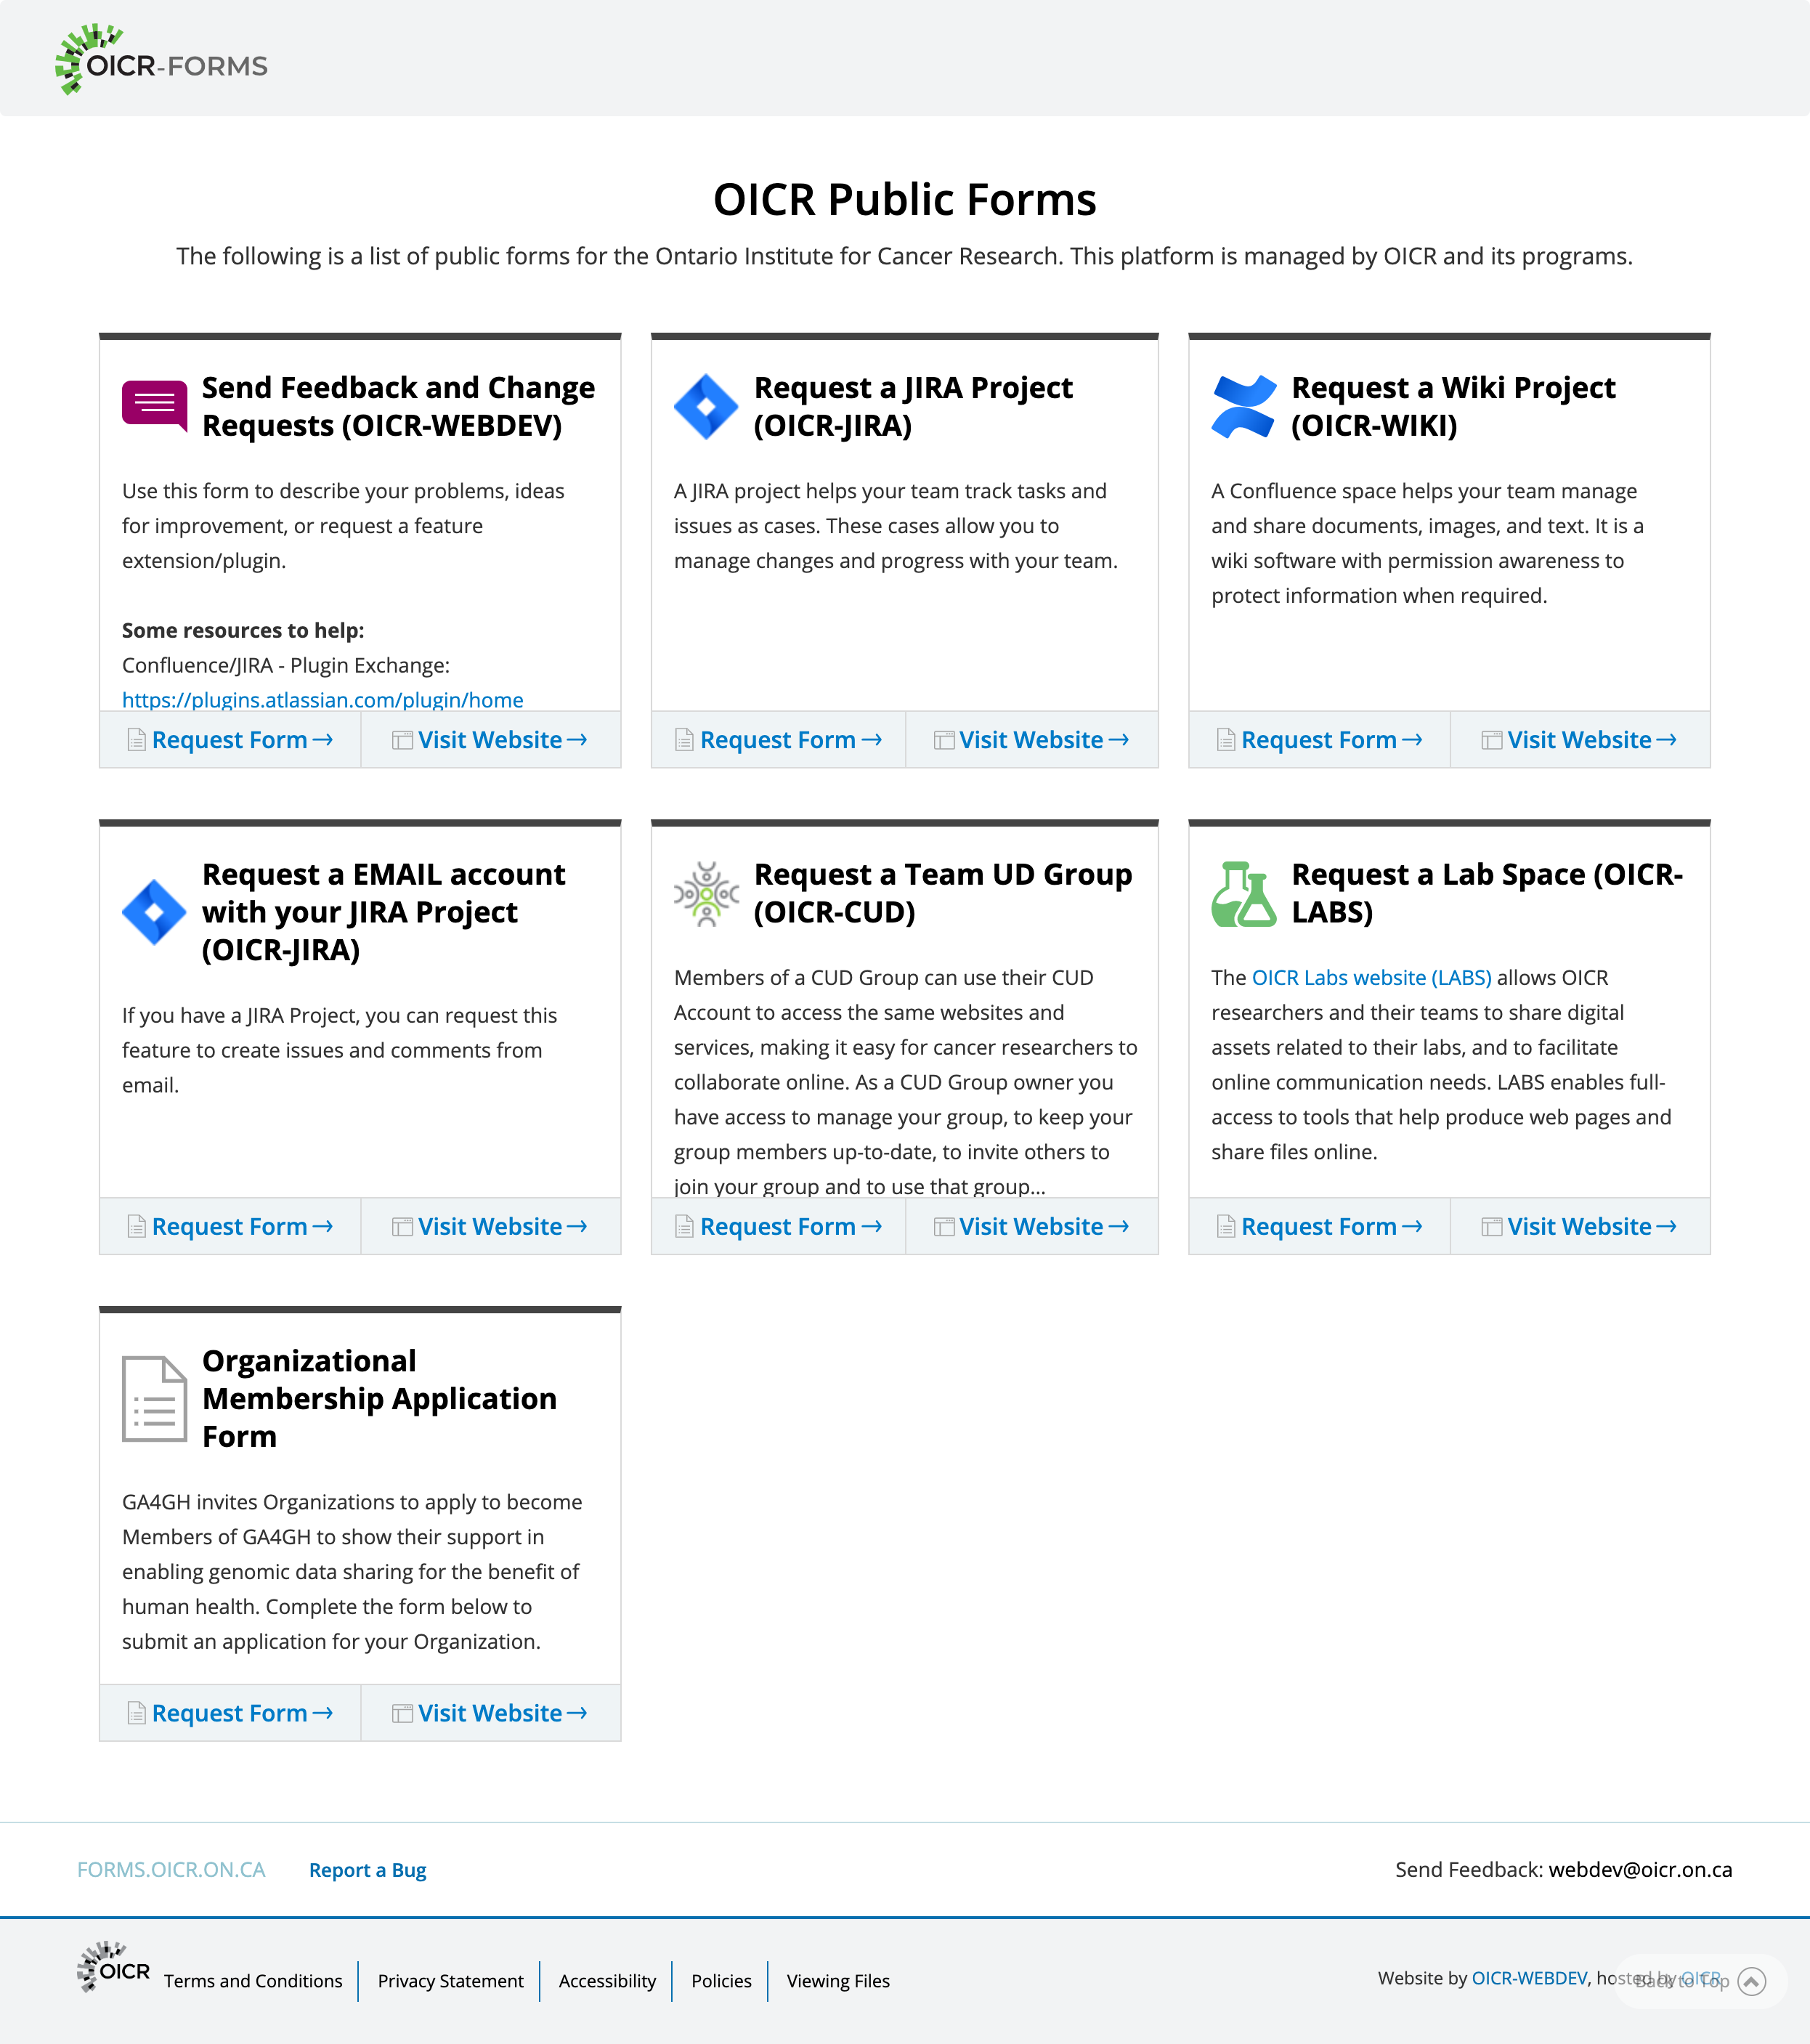 OICR-FORMS
OICR Public Forms
The following is a list of public forms for the Ontario Institute for Cancer Research. This platform is managed by OICR and its programs.
Send Feedback and Change
Requests (OICR-WEBDEV)
Use this form to describe your problems, ideas
for improvement, or request a feature
extension/plugin.
Some resources to help:
Confluence/JIRA - Plugin Exchange:
https://plugins.atlassian.com/plugin/home
Request Form
Visit Website
Request a JIRA Project
(OICR-JIRA)
A JIRA project helps your team track tasks and
issues as cases. These cases allow you to
manage changes and progress with your team.
Request Form
Visit Website
Request a Wiki Project
(OICR-WIKI)
A Confluence space helps your team manage
and share documents, images, and text. It is a
wiki software with permission awareness to
protect information when required.
Request Form
Visit Website
Request a EMAIL account
with your JIRA Project
(OICR-JIRA)
If you have a JIRA Project, you can request this
feature to create issues and comments from
email.
Request Form
Visit Website
Request a Team UD Group
(OICR-CUD)
Members of a CUD Group can use their CUD
Account to access the same websites and
services, making it easy for cancer researchers to
collaborate online. As a CUD Group owner you
have access to manage your group, to keep your
group members up-to-date, to invite others to
join your group and to use that group...
Request Form
Visit Website
Request a Lab Space (OICR-
LABS)
The OICR Labs website (LABS) allows OICR
researchers and their teams to share digital
assets related to their labs, and to facilitate
online communication needs. LABS enables full-
access to tools that help produce web pages and
share files online.
Request Form
Visit Website
Organizational
Membership Application
Form
GA4GH invites Organizations to apply to become
Members of GA4GH to show their support in
enabling genomic data sharing for the benefit of
human health. Complete the form below to
submit an application for your Organization.
Request Form
Visit Website
FORMS.OICR.ON.CA
Report a Bug
Send Feedback: webdev@oicr.on.ca
OICR
Terms and Conditions
Privacy Statement
Accessibility
Policies
Viewing Files
Website by OICR-WEBDEV, hosted by OICR
Back to Top